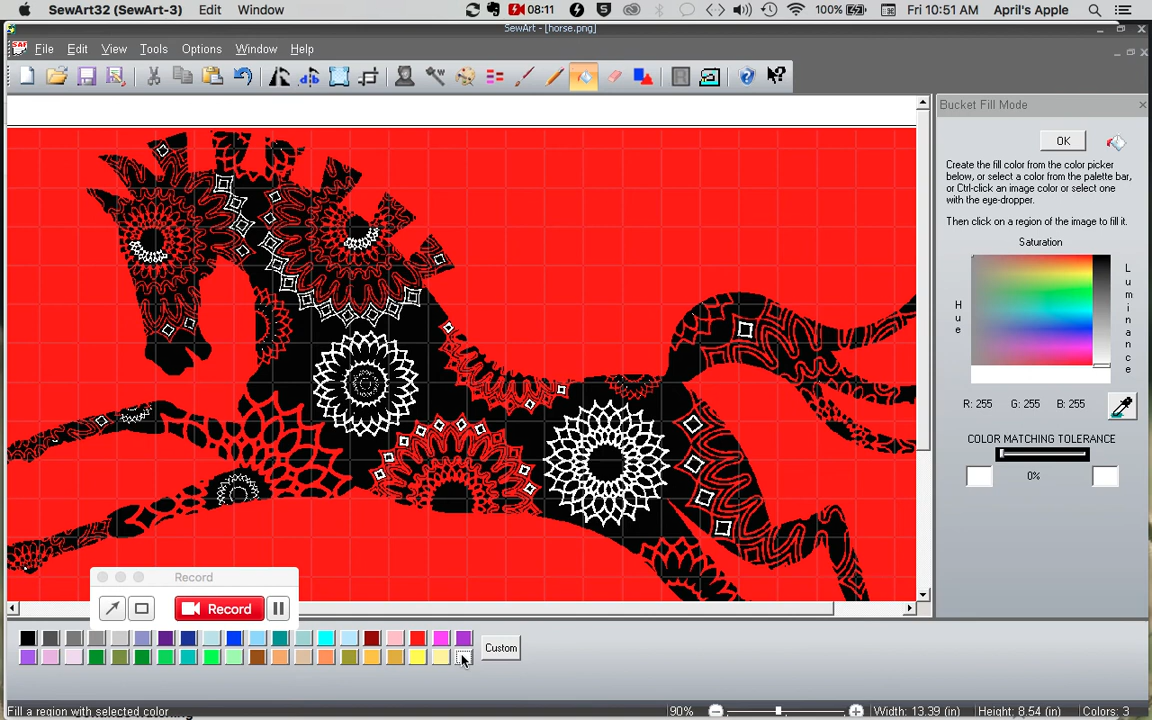 SewArt32 (SewArt-3) Edit Window 08:11 100% Fri 10:51 AM April's Apple
SewArt - [horse.png]
File Edit View Tools Options Window Help
Bucket Fill Mode
OK
Create the fill color from the color picker
below, or select a color from the palette bar,
or Ctrl-click an image color or select one
with the eye-dropper.
Then click on a region of the image to fill it.
Saturation
Hue
Luminance
R: 255 G: 255 B: 255
COLOR MATCHING TOLERANCE
0%
Record
Record
Custom
Fill a region with selected color 90% Width: 13.39 (in) Height: 8.54 (in) Colors: 3